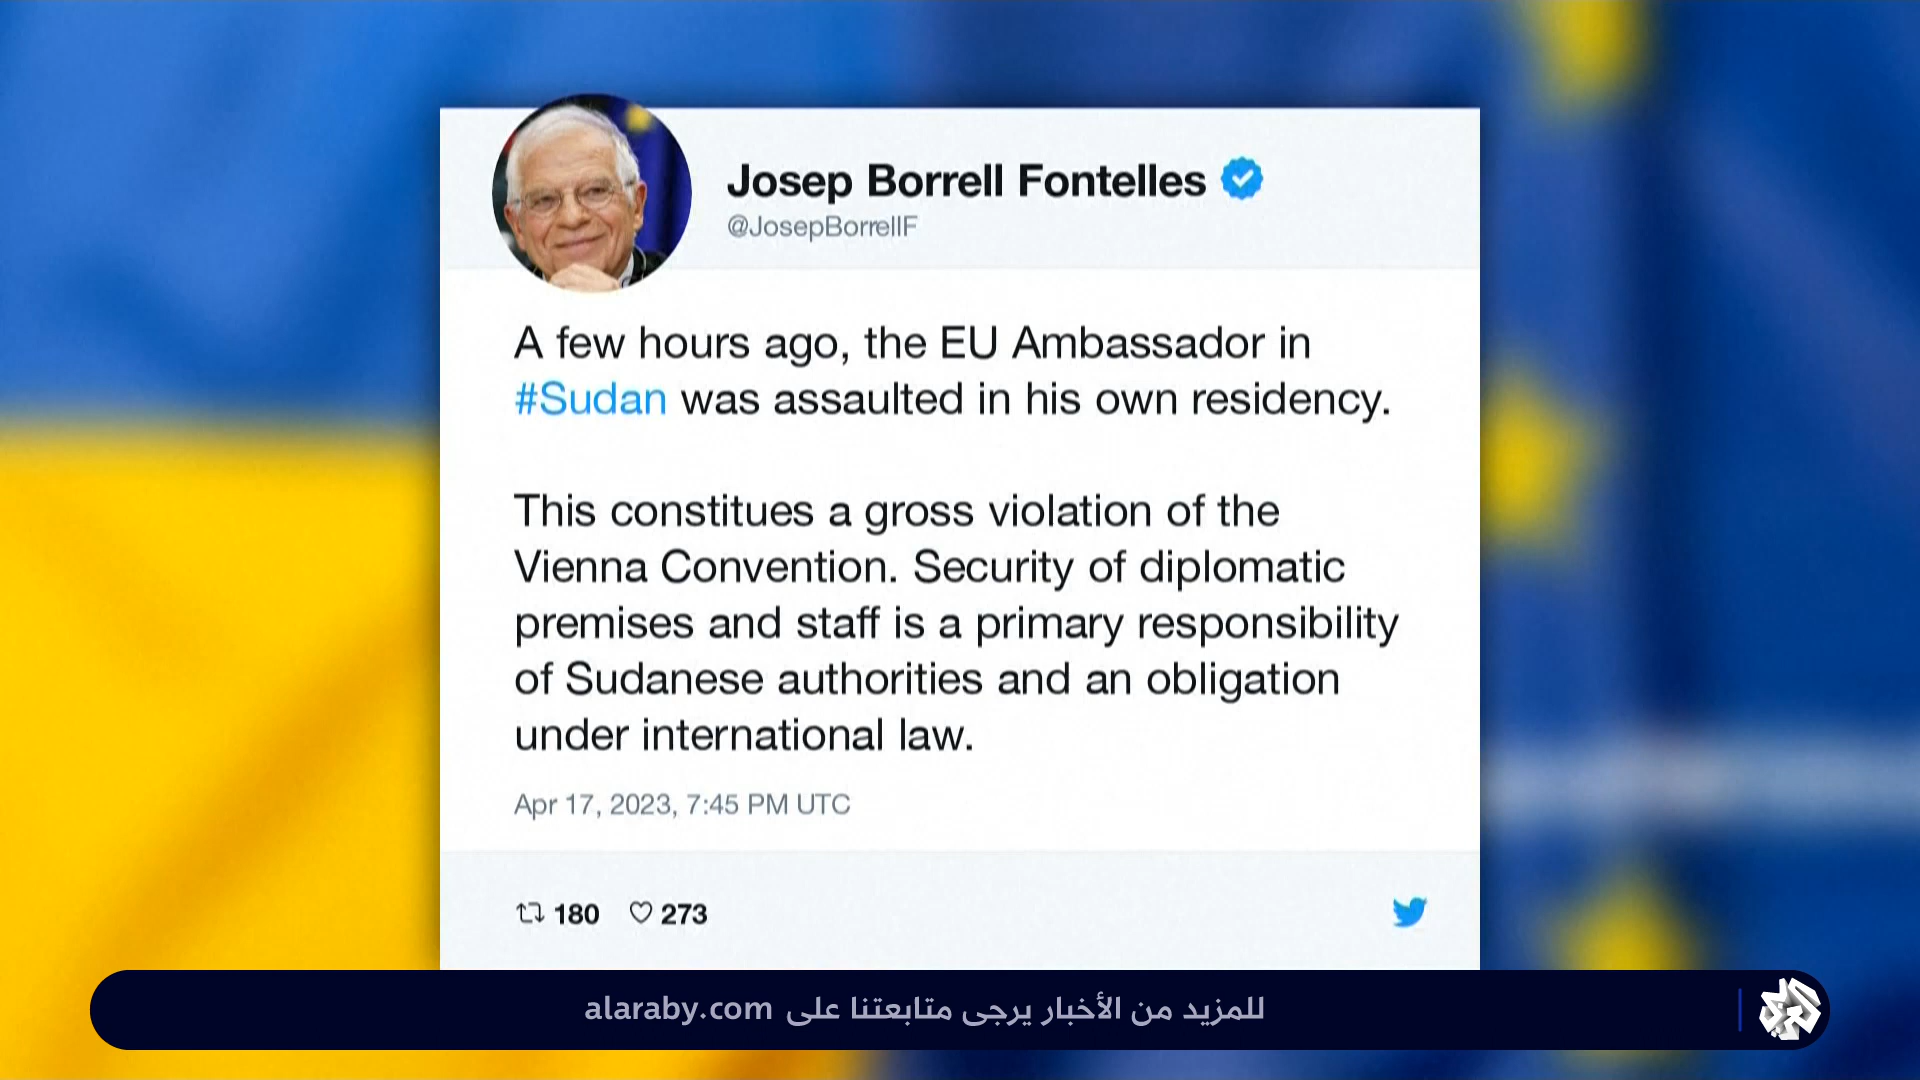 Josep Borrell Fontelles
@JosepBorrellF
A few hours ago, the EU Ambassador in
#Sudan was assaulted in his own residency.
This constitues a gross violation of the
Vienna Convention. Security of diplomatic
premises and staff is a primary responsibility
of Sudanese authorities and an obligation
under international law.
Apr 17, 2023, 7:45 PM UTC
180 273
للمزيد من الأخبار يرجى متابعتنا على alaraby.com